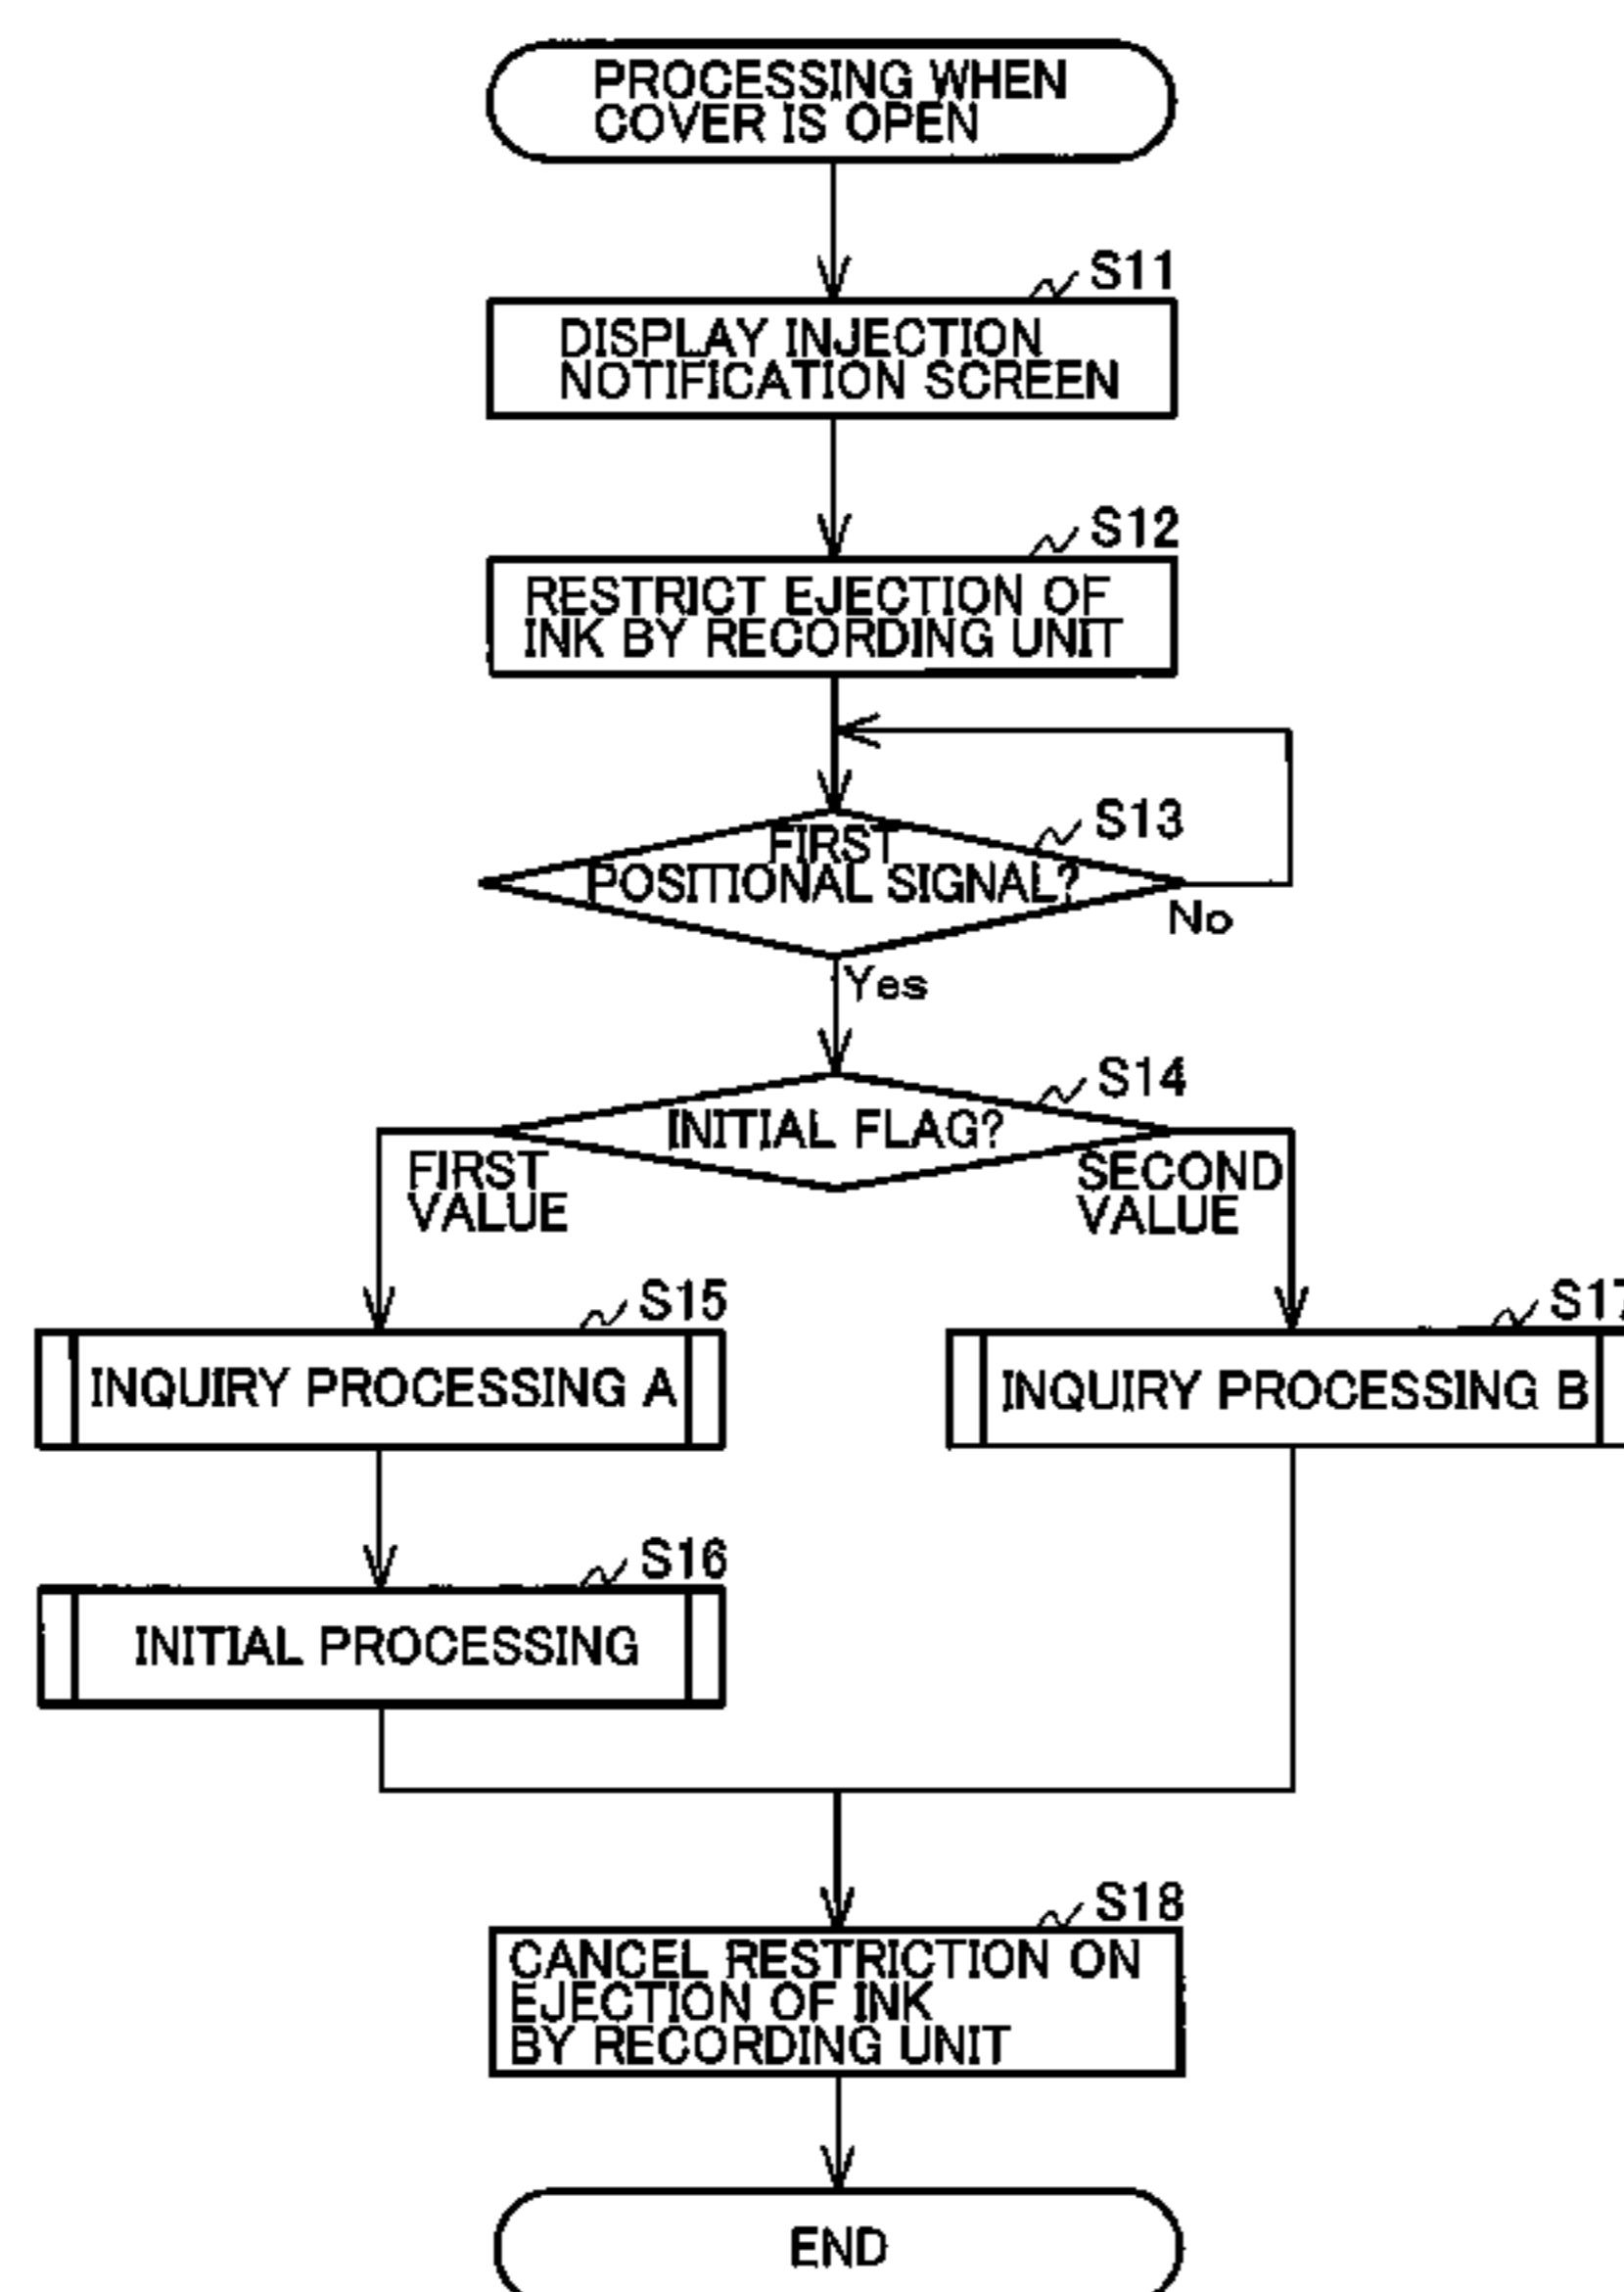 PROCESSING WHEN
COVER IS OPEN
S11
DISPLAY INJECTION
NOTIFICATION SCREEN
S12
RESTRICT EJECTION OF
INK BY RECORDING UNIT
S13
FIRST
POSITIONAL SIGNAL?
No
Yes
S14
INITIAL FLAG?
FIRST
VALUE
SECOND
VALUE
S15
INQUIRY PROCESSING A
S17
INQUIRY PROCESSING B
S16
INITIAL PROCESSING
S18
CANCEL RESTRICTION ON
EJECTION OF INK
BY RECORDING UNIT
END